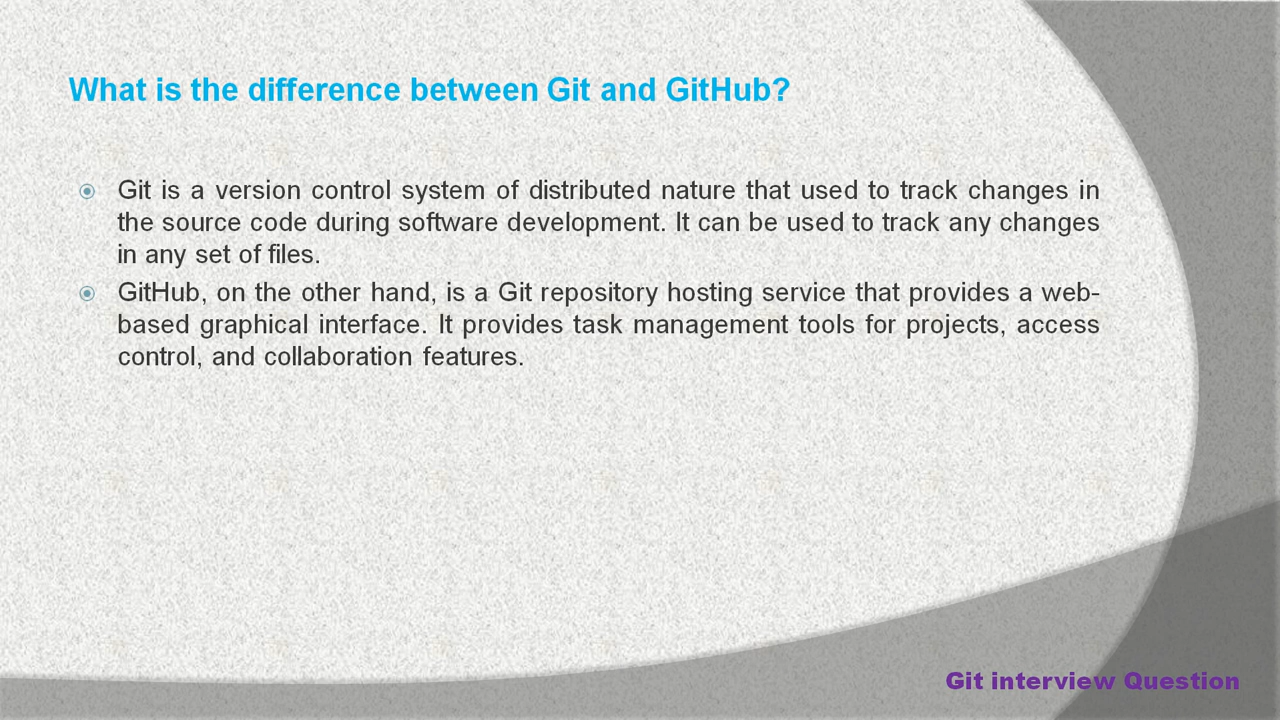 What is the difference between Git and GitHub?
Git is a version control system of distributed nature that used to track changes in
the source code during software development. It can be used to track any changes
in any set of files.
GitHub, on the other hand, is a Git repository hosting service that provides a web-
based graphical interface. It provides task management tools for projects, access
control, and collaboration features.
Git interview Question